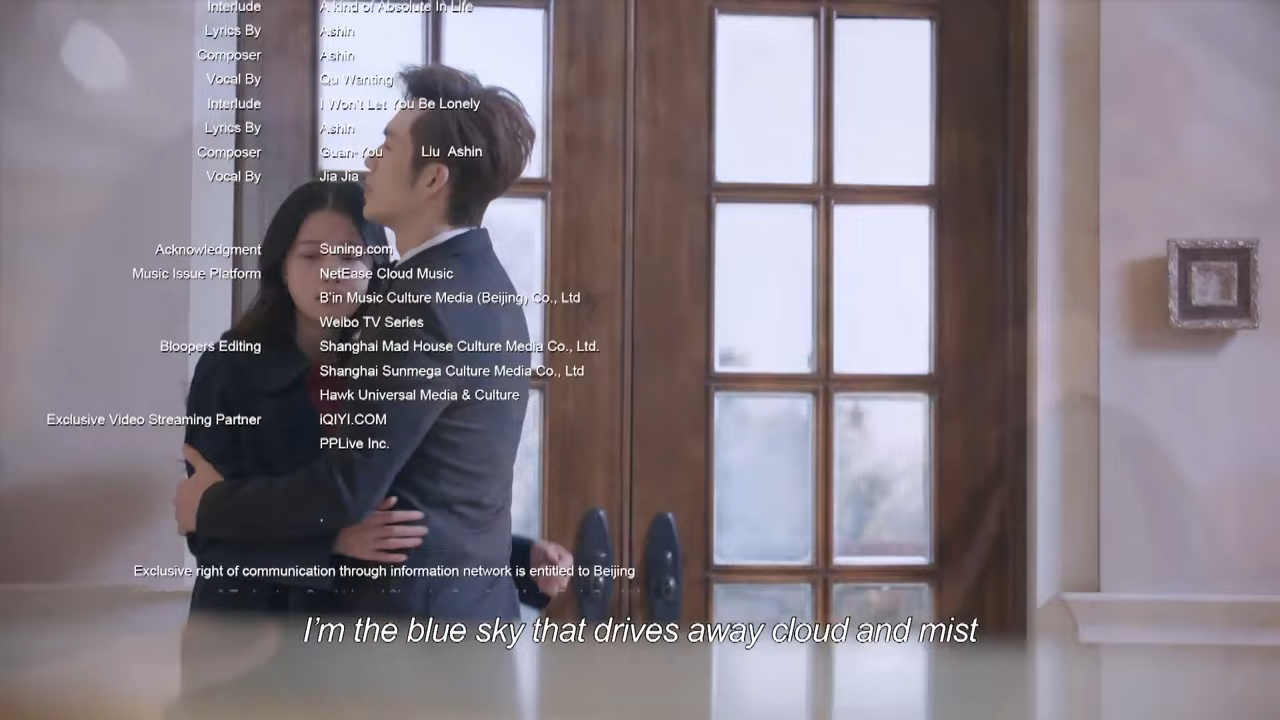 Interlude A kind of Absolute In Life
Lyrics By Ashin
Composer Ashin
Vocal By Qu Wanting
Interlude I Won't Let You Be Lonely
Lyrics By Ashin
Composer Guan-You Liu Ashin
Vocal By Jia Jia
Acknowledgment Suning.com
Music Issue Platform NetEase Cloud Music
B'in Music Culture Media (Beijing) Co., Ltd
Weibo TV Series
Bloopers Editing Shanghai Mad House Culture Media Co., Ltd.
Shanghai Sunmega Culture Media Co., Ltd
Hawk Universal Media & Culture
Exclusive Video Streaming Partner iQIYI.COM
PPLive Inc.
Exclusive right of communication through information network is entitled to Beijing
I'm the blue sky that drives away cloud and mist